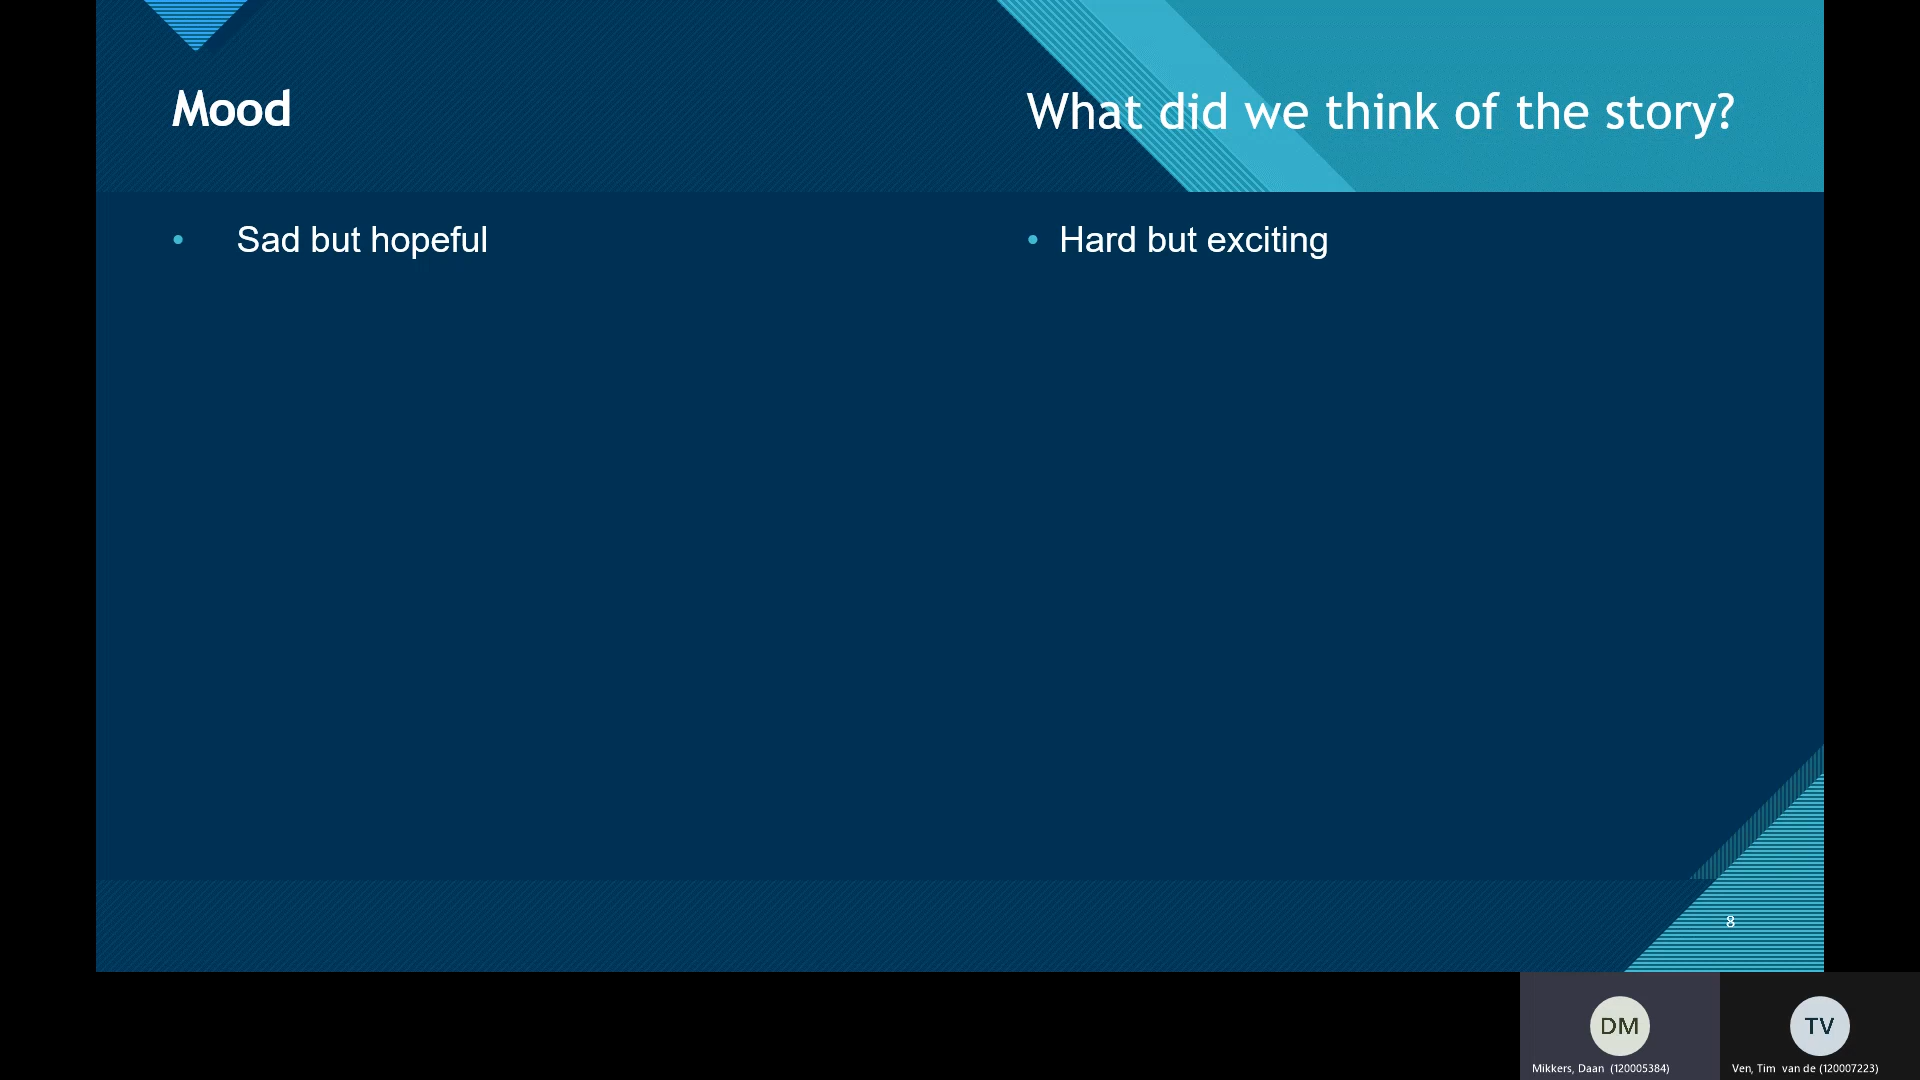 Mood
What did we think of the story?
• Sad but hopeful
• Hard but exciting
8
DM
TV
Mikkers, Daan (120005384)
Ven, Tim van de (120007223)